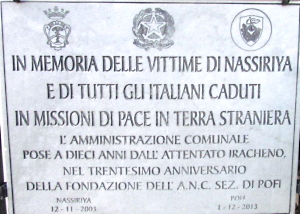 IN MEMORIA DELLE VITTIME DI NASSIRIYA
E DI TUTTI GLI ITALIANI CADUTI
IN MISSIONI DI PACE IN TERRA STRANIERA
L'AMMINISTRAZIONE COMUNALE
POSE A DIECI ANNI DALL'ATTENTATO IRACHENO,
NEL TRENTESIMO ANNIVERSARIO
DELLA FONDAZIONE DELL'A.N.C. SEZ. DI POFI
NASSIRIYA POFI
12 - 11 - 2003 1 - 12 - 2013